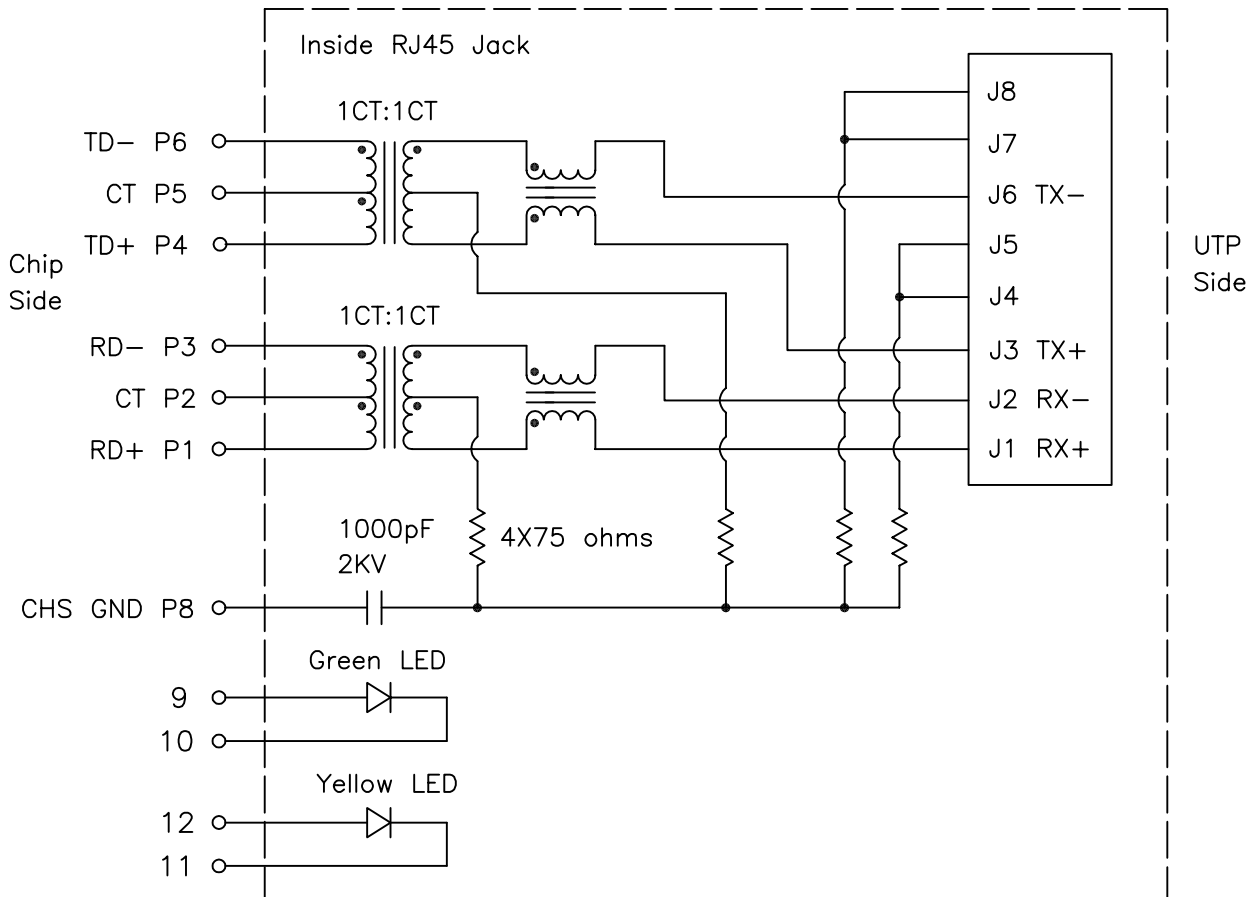 Inside RJ45 Jack
1CT:1CT
TD- P6
CT P5
TD+ P4
Chip
Side
1CT:1CT
RD- P3
CT P2
RD+ P1
J8
J7
J6 TX-
J5
J4
J3 TX+
J2 RX-
J1 RX+
UTP
Side
1000pF
2KV
4X75 ohms
CHS GND P8
Green LED
9
10
Yellow LED
12
11